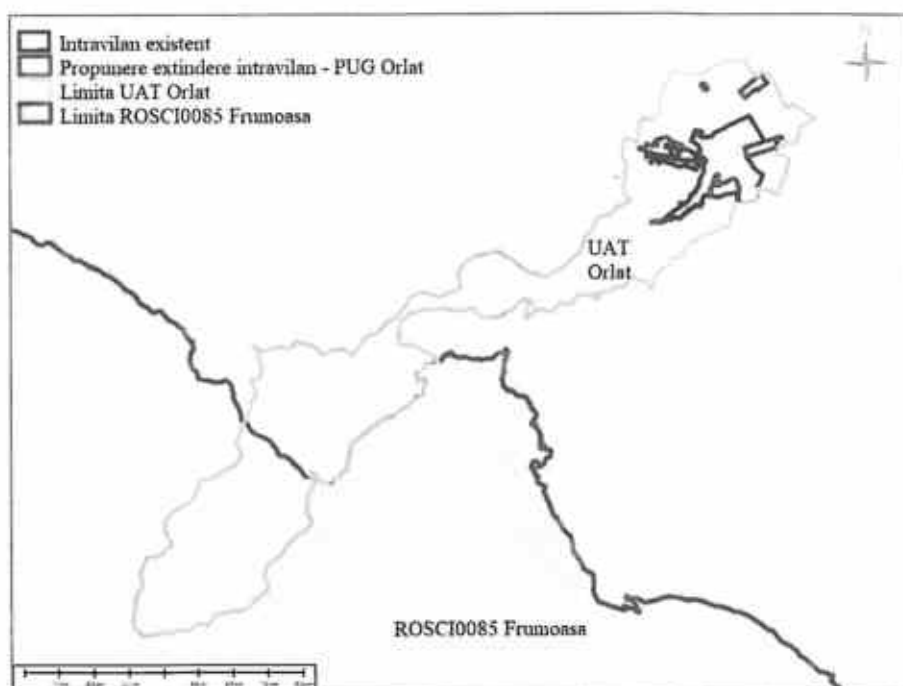 Intravilan existent
Propunere extindere intravilan - PUG Orlat
Limita UAT Orlat
Limita ROSCI0085 Frumoasa
UAT
Orlat
ROSCI0085 Frumoasa